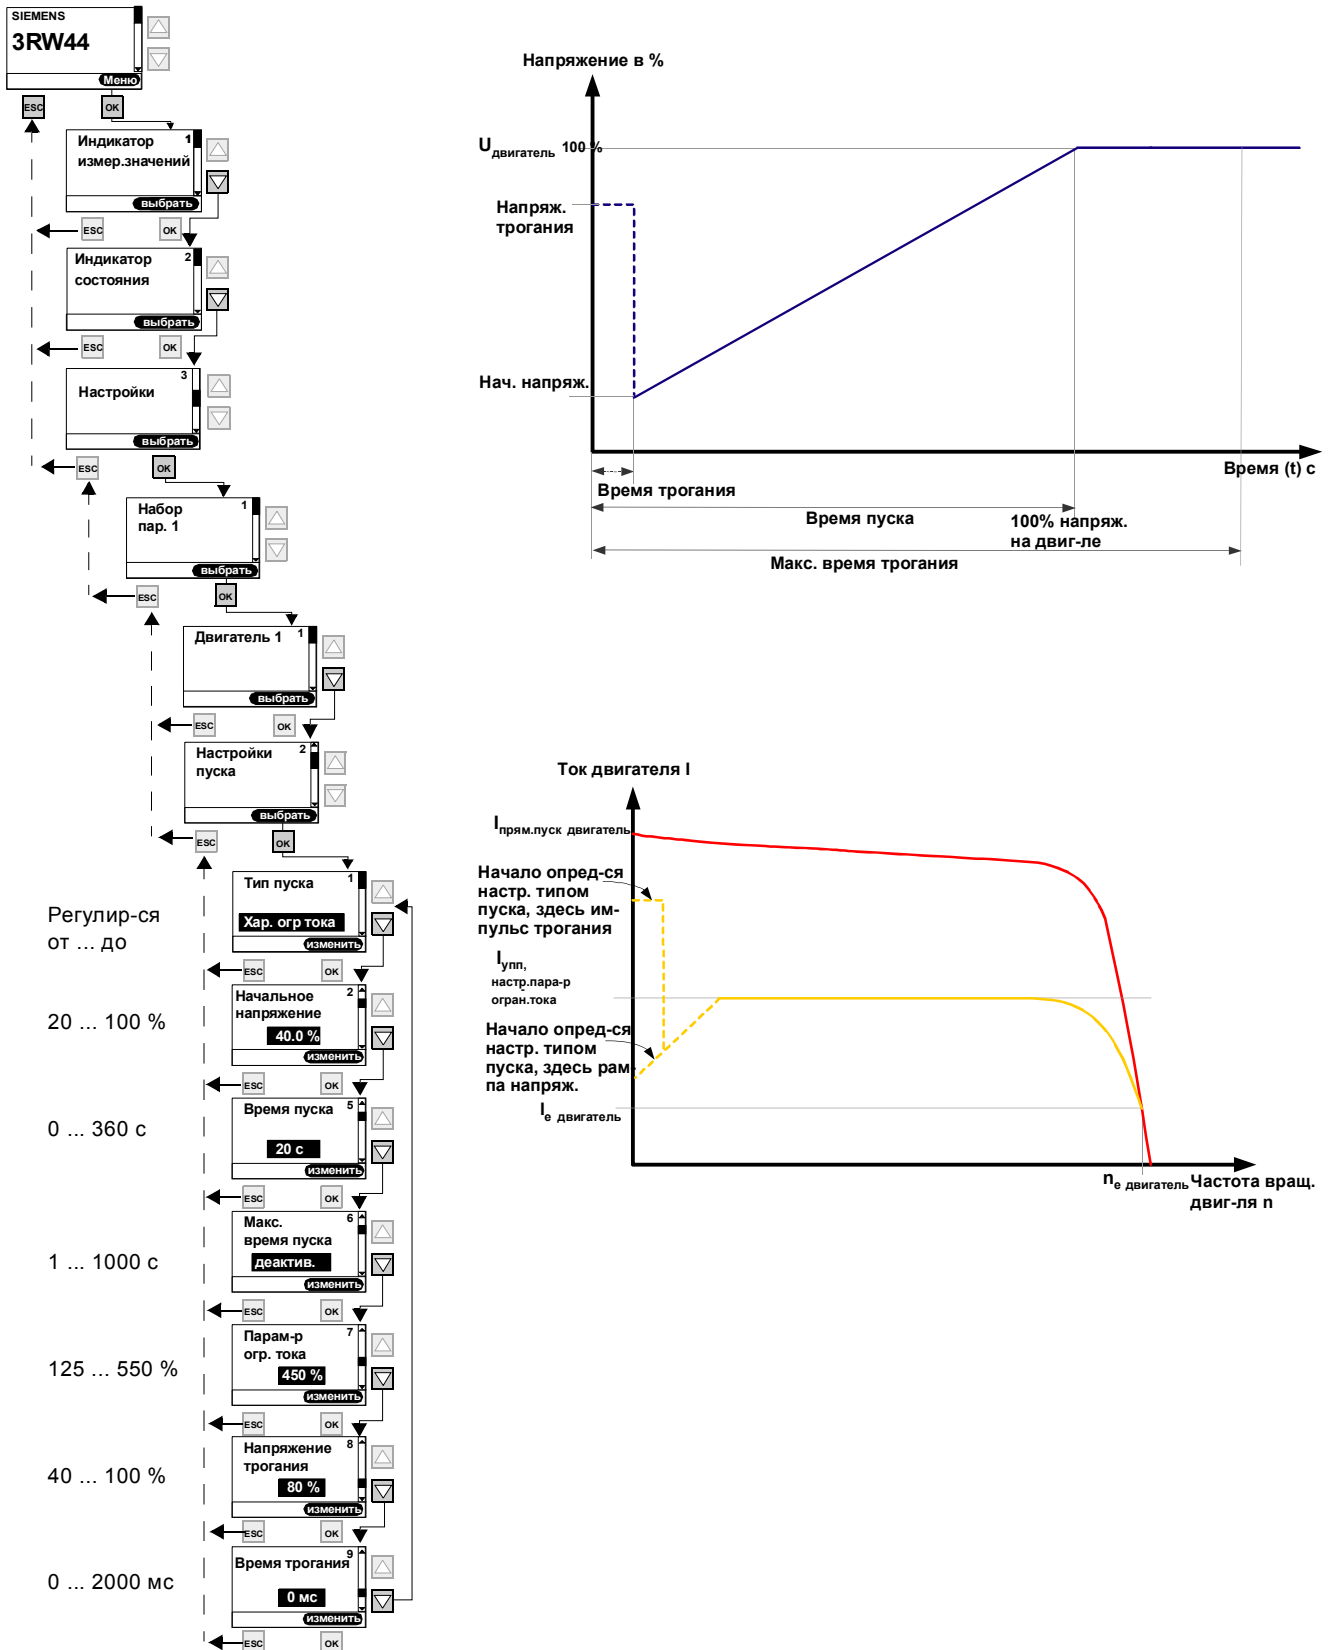 SIEMENS
3RW44
Меню
ESC
OK
Индикатор 1
измер.значений
выбрать
ESC
OK
Индикатор 2
состояния
выбрать
ESC
OK
3
Настройки
выбрать
ESC
OK
Набор 1
пар. 1
выбрать
ESC
OK
Двигатель 1 1
выбрать
ESC
OK
Настройки 2
пуска
выбрать
ESC
OK
Регулир-ся
от ... до
Тип пуска 1
Хар. огр тока
изменить
ESC
OK
20 ... 100 %
Начальное 2
напряжение
40.0 %
изменить
ESC
OK
0 ... 360 с
Время пуска 5
20 с
изменить
ESC
OK
1 ... 1000 с
Макс. 6
время пуска
деактив.
изменить
ESC
OK
125 ... 550 %
Парам-р 7
огр. тока
450 %
изменить
ESC
OK
40 ... 100 %
Напряжение 8
трогания
80 %
изменить
ESC
OK
0 ... 2000 мс
9
Время трогания
0 мс
изменить
ESC
OK
Напряжение в %
Uдвигатель 100 %
Напряж.
трогания
Нач. напряж.
Время (t) с
Время трогания
Время пуска
100% напряж.
на двиг-ле
Макс. время трогания
Ток двигателя I
Iпрям.пуск двигатель
Начало опред-ся
настр. типом
пуска, здесь им-
пульс трогания
Iупп,
настр.пара-р
огран.тока
Начало опред-ся
настр. типом
пуска, здесь рам-
па напряж.
Iе двигатель
nе двигатель
Частота вращ.
двиг-ля n